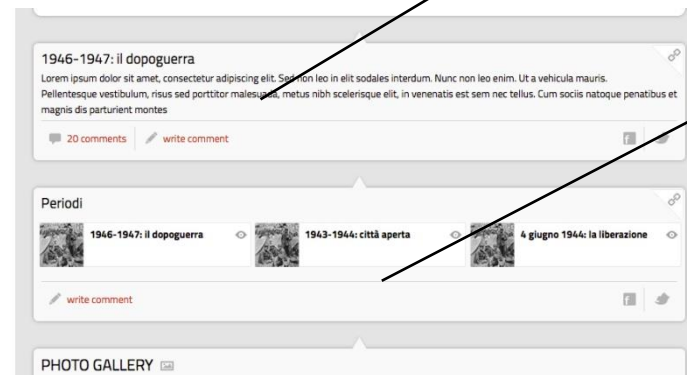 1946-1947: il dopoguerra
Lorem ipsum dolor sit amet, consectetur adipiscing elit. Sed non leo in elit sodales interdum. Nunc non leo enim. Ut a vehicula mauris.
Pellentesque vestibulum, risus sed porttitor malesuada, metus nibh scelerisque elit, in venenatis est sem nec tellus. Cum sociis natoque penatibus et
magnis dis parturient montes
20 comments write comment
Periodi
1946-1947: il dopoguerra 1943-1944: città aperta 4 giugno 1944: la liberazione
write comment
PHOTO GALLERY